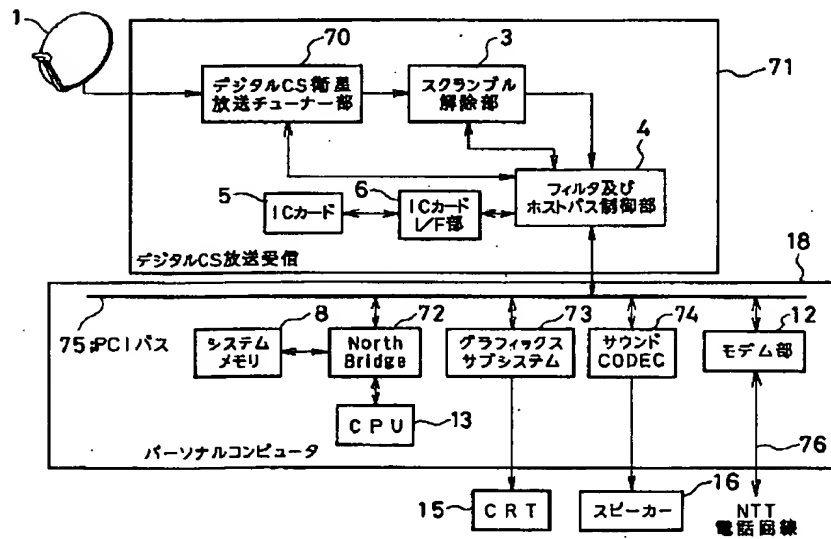 1
70
3
71
デジタルCS衛星
放送チューナー部
スクランブル
解除部
4
5
ICカード
6
ICカード
I/F部
フィルタ及び
ホストバス制御部
デジタルCS放送受信
18
75;PCIバス
8
72
73
74
12
システム
メモリ
North
Bridge
グラフィックス
サブシステム
サウンド
CODEC
モデム部
CPU
13
パーソナルコンピュータ
76
15
CRT
スピーカー
16
NTT
電話回線